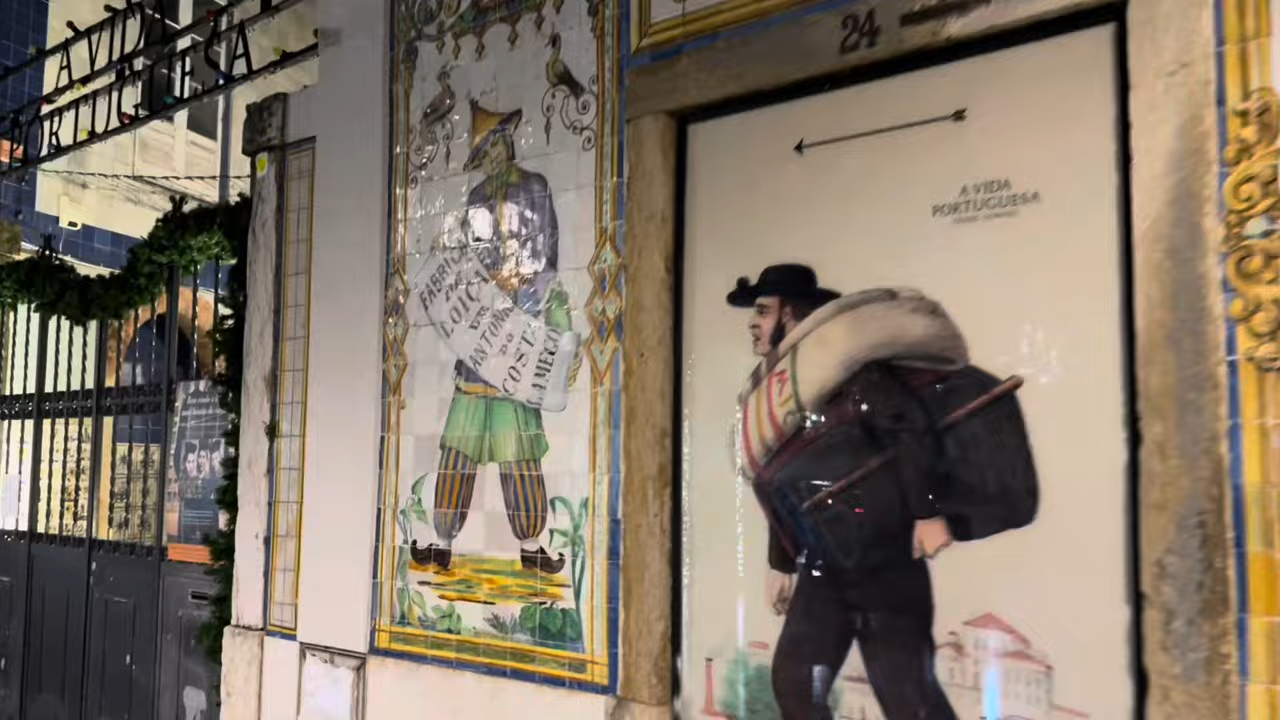 A VIDA
PORTUGUESA
24
A VIDA
PORTUGUESA
FABRICA
DE
LOIÇA
DE
ANTONIO
DA
COSTA
LAMEGO